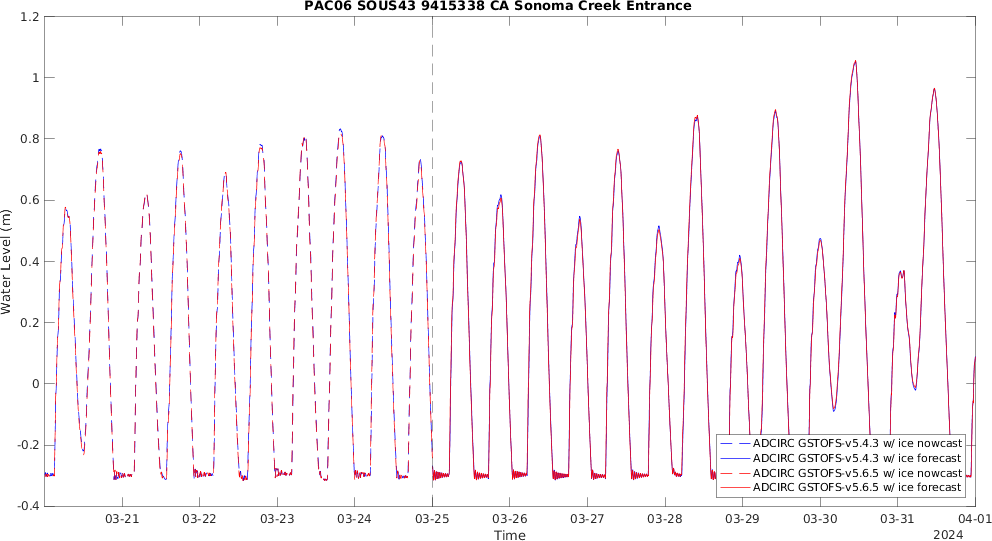 PAC06 SOUS43 9415338 CA Sonoma Creek Entrance
1.2
1
0.8
0.6
0.4
0.2
0
-0.2
-0.4
Water Level (m)
ADCIRC GSTOFS-v5.4.3 w/ ice nowcast
ADCIRC GSTOFS-v5.4.3 w/ ice forecast
ADCIRC GSTOFS-v5.6.5 w/ ice nowcast
ADCIRC GSTOFS-v5.6.5 w/ ice forecast
03-21 03-22 03-23 03-24 03-25 03-26 03-27 03-28 03-29 03-30 03-31 04-01
Time
2024